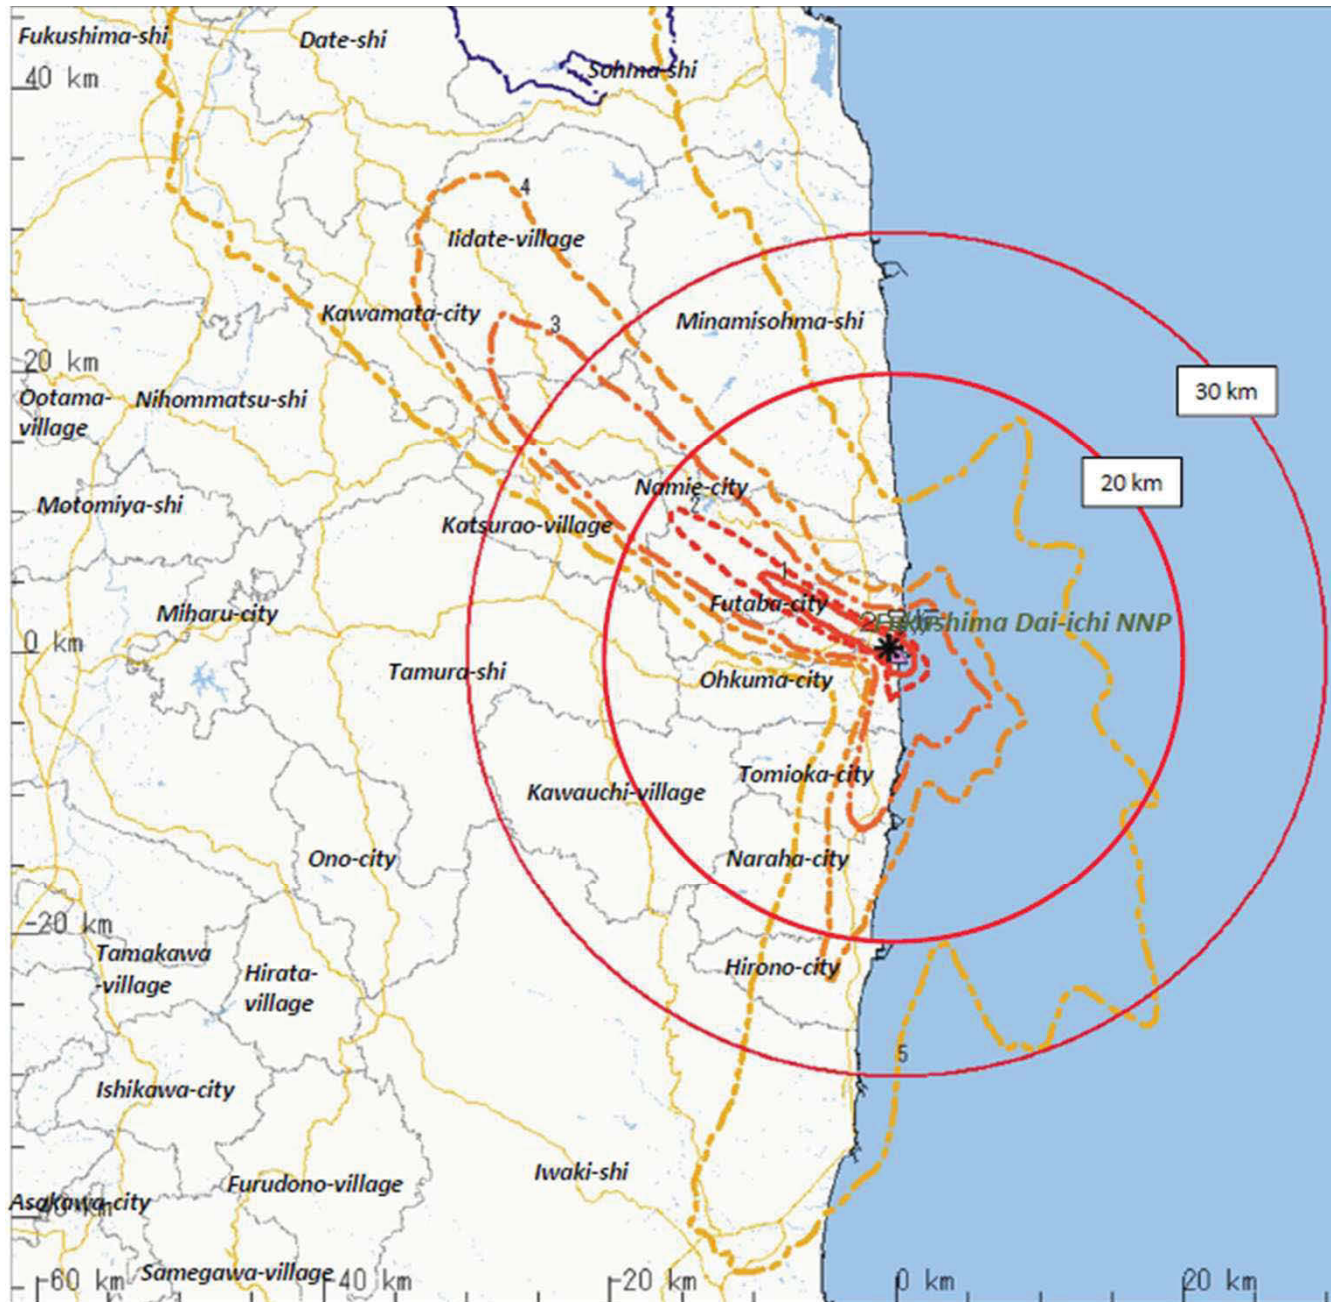 Fukushima-shi
Date-shi
Sohma-shi
40 km
4
Iidate-village
Kawamata-city
3
Minamisohma-shi
20 km
30 km
Ootama-
village
Nihommatsu-shi
20 km
Namie-city
2
Motomiya-shi
Katsurao-village
1
Futaba-city
Miharu-city
Fukushima Dai-ichi NNP
0 km
Tamura-shi
Ohkuma-city
Tomioka-city
Kawauchi-village
Ono-city
Naraha-city
-20 km
Tamakawa
-village
Hirata-
village
Hirono-city
5
Ishikawa-city
Iwaki-shi
Furudono-village
Asakawa-city
Samegawa-village
-60 km
-40 km
-20 km
0 km
20 km